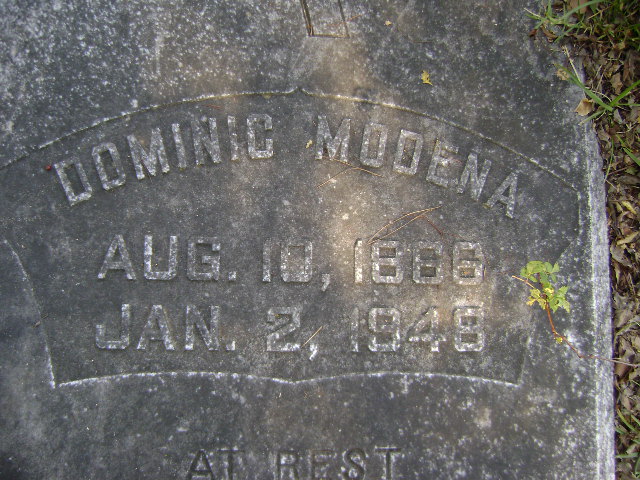 DOMINIC MODENA
AUG. 10, 1886
JAN. 2, 1948
AT REST